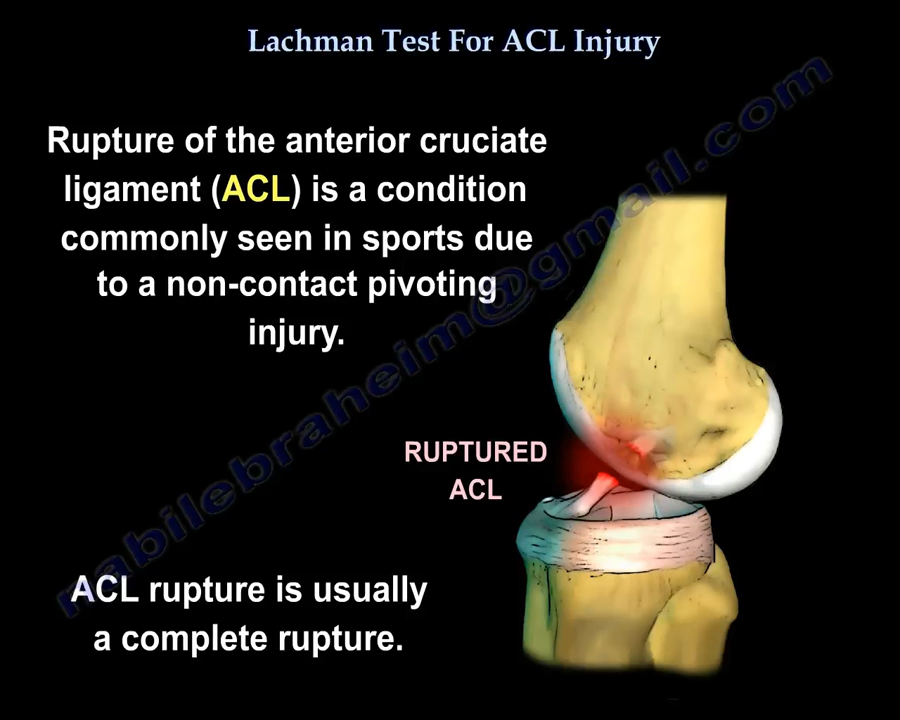 Lachman Test For ACL Injury
Rupture of the anterior cruciate
ligament (ACL) is a condition
commonly seen in sports due
to a non-contact pivoting
injury.
RUPTURED
ACL
ACL rupture is usually
a complete rupture.
nabilebraheim@gmail.com